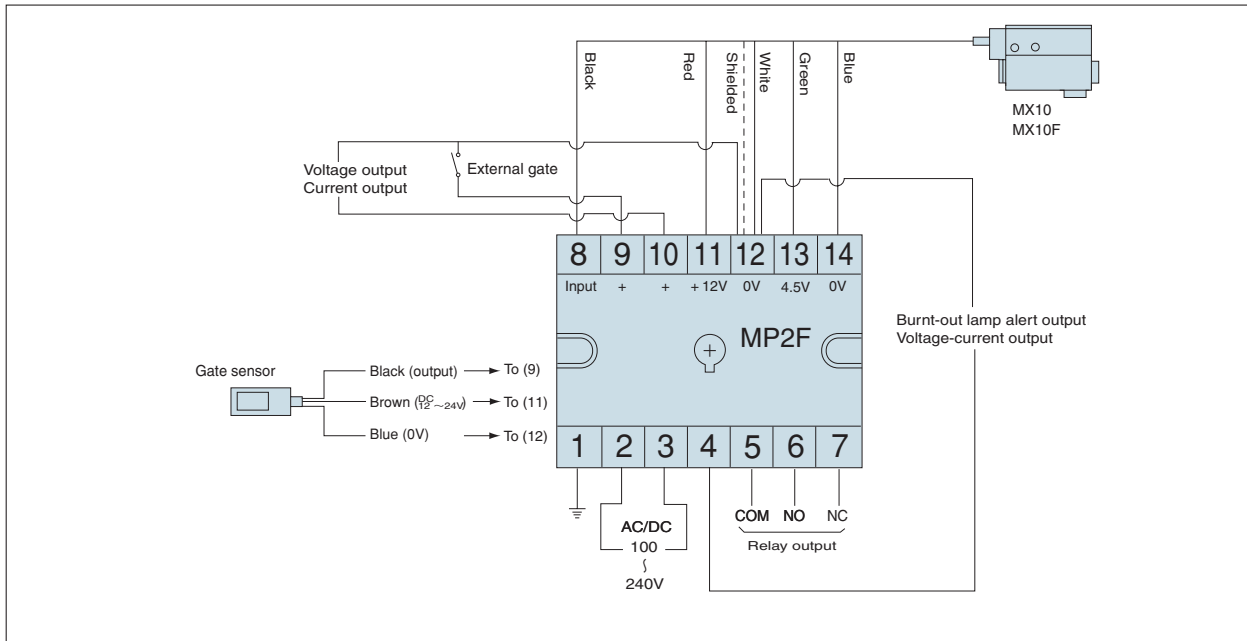 Black
Red
Shielded
White
Green
Blue
MX10
MX10F
Voltage output
Current output
External gate
8 9 10 11 12 13 14
Input + + + 12V 0V 4.5V 0V
MP2F
Burnt-out lamp alert output
Voltage-current output
Gate sensor
Black (output) To (9)
Brown (DC 12 ~24V) To (11)
Blue (0V) To (12)
1 2 3 4 5 6 7
AC/DC
100
~
240V
COM NO NC
Relay output